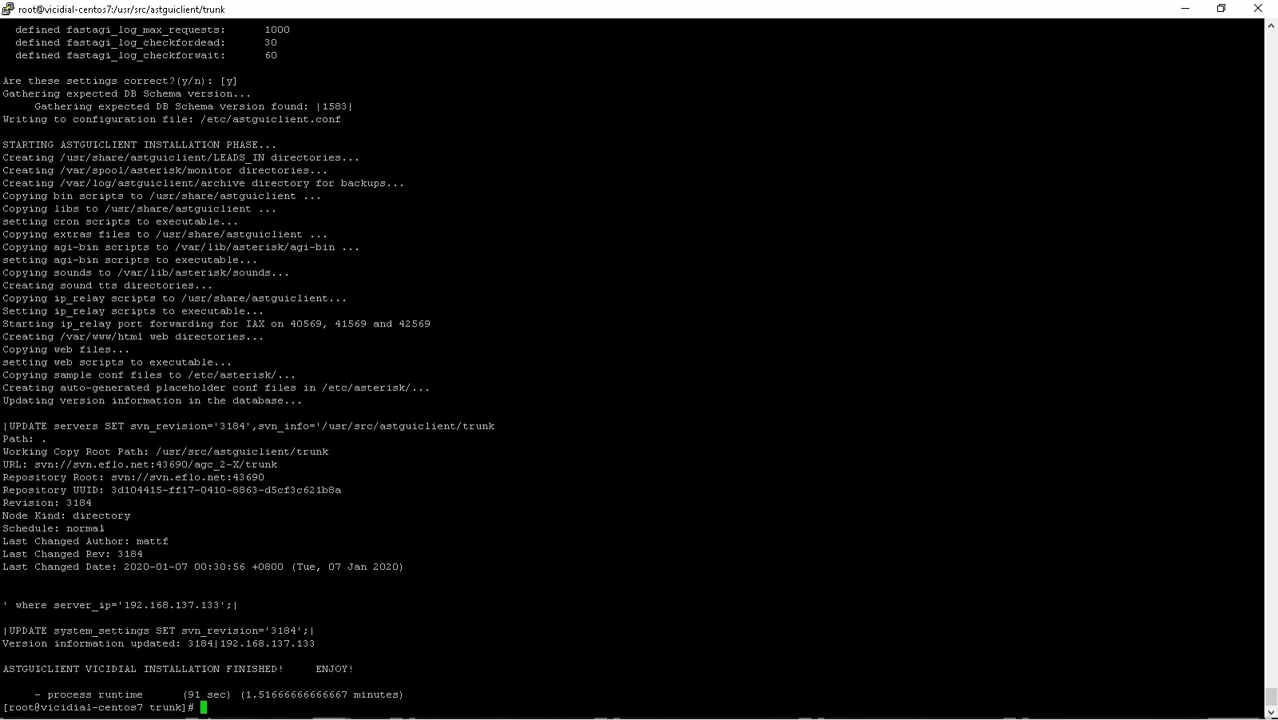 root@vicidial-centos7:/usr/src/astguiclient/trunk
  defined fastagi_log_max_requests:      1000
  defined fastagi_log_checkfordead:      30
  defined fastagi_log_checkforwait:      60
Are these settings correct?(y/n): [y]
Gathering expected DB Schema version...
     Gathering expected DB Schema version found: |1583|
Writing to configuration file: /etc/astguiclient.conf
STARTING ASTGUICLIENT INSTALLATION PHASE...
Creating /usr/share/astguiclient/LEADS_IN directories...
Creating /var/spool/asterisk/monitor directories...
Creating /var/log/astguiclient/archive directory for backups...
Copying bin scripts to /usr/share/astguiclient ...
Copying libs to /usr/share/astguiclient ...
setting cron scripts to executable...
Copying extras files to /usr/share/astguiclient ...
Copying agi-bin scripts to /var/lib/asterisk/agi-bin ...
setting agi-bin scripts to executable...
Copying sounds to /var/lib/asterisk/sounds...
Creating sound tts directories...
Copying ip_relay scripts to /usr/share/astguiclient...
Setting ip_relay scripts to executable...
Starting ip_relay port forwarding for IAX on 40569, 41569 and 42569
Creating /var/www/html web directories...
Copying web files...
setting web scripts to executable...
Copying sample conf files to /etc/asterisk/...
Creating auto-generated placeholder conf files in /etc/asterisk/...
Updating version information in the database...
|UPDATE servers SET svn_revision='3184',svn_info='/usr/src/astguiclient/trunk
Path: .
Working Copy Root Path: /usr/src/astguiclient/trunk
URL: svn://svn.eflo.net:43690/agc_2-X/trunk
Repository Root: svn://svn.eflo.net:43690
Repository UUID: 3d104415-ff17-0410-8863-d5cf3c621b8a
Revision: 3184
Node Kind: directory
Schedule: normal
Last Changed Author: mattf
Last Changed Rev: 3184
Last Changed Date: 2020-01-07 00:30:56 +0800 (Tue, 07 Jan 2020)
' where server_ip='192.168.137.133';|
|UPDATE system_settings SET svn_revision='3184';|
Version information updated: 3184|192.168.137.133
ASTGUICLIENT VICIDIAL INSTALLATION FINISHED!     ENJOY!
     - process runtime      (91 sec) (1.51666666666667 minutes)
[root@vicidial-centos7 trunk]#